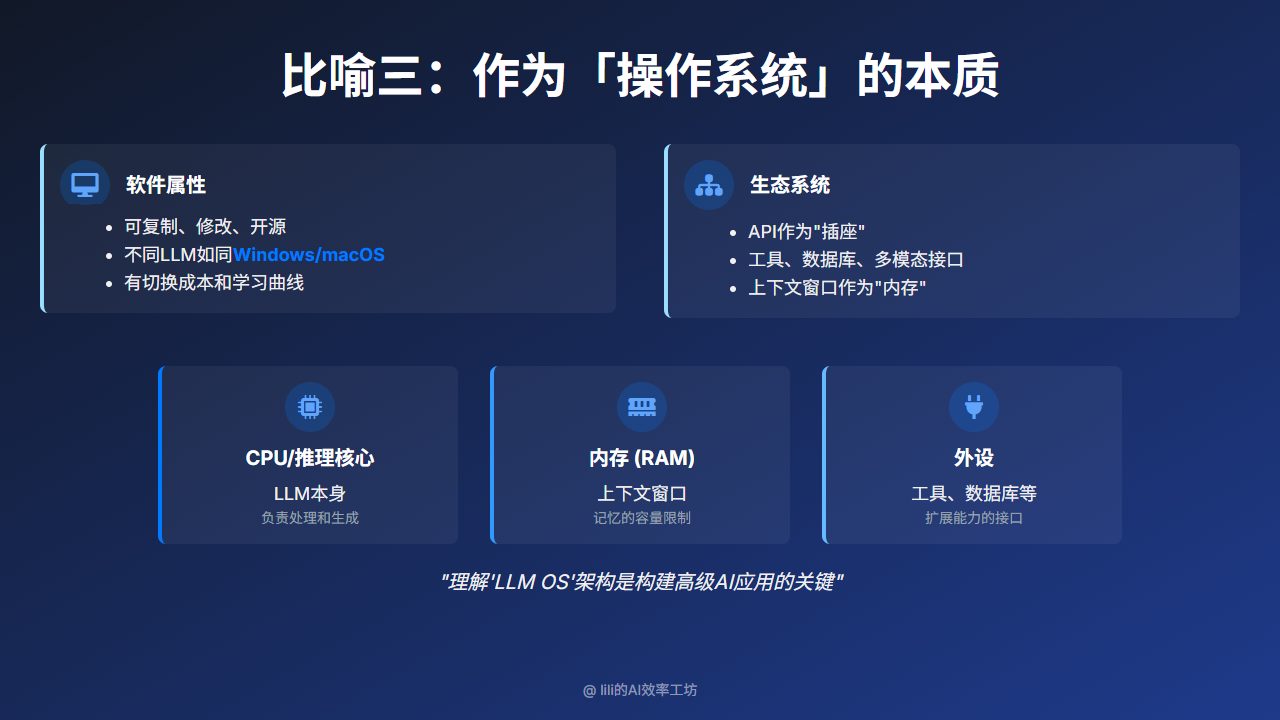 比喻三：作为「操作系统」的本质
软件属性
可复制、修改、开源
不同LLM如同Windows/macOS
有切换成本和学习曲线
生态系统
API作为"插座"
工具、数据库、多模态接口
上下文窗口作为"内存"
CPU/推理核心
LLM本身
负责处理和生成
内存 (RAM)
上下文窗口
记忆的容量限制
外设
工具、数据库等
扩展能力的接口
"理解'LLM OS'架构是构建高级AI应用的关键"
@ lili的AI效率工坊